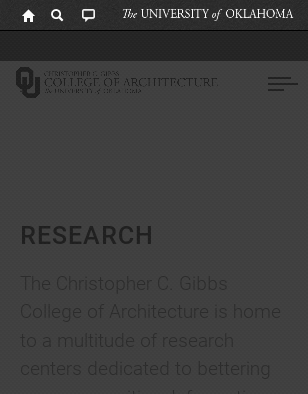 The UNIVERSITY of OKLAHOMA
CHRISTOPHER C. GIBBS
COLLEGE OF ARCHITECTURE
The UNIVERSITY of OKLAHOMA
RESEARCH
The Christopher C. Gibbs
College of Architecture is home
to a multitude of research
centers dedicated to bettering